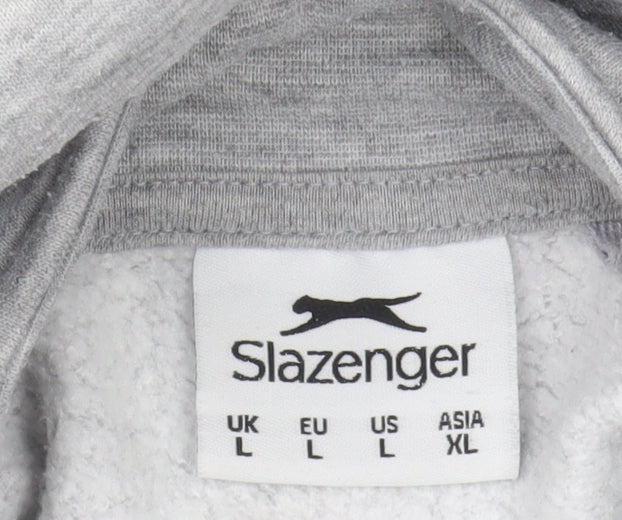 Slazenger
UK EU US ASIA
L L L XL